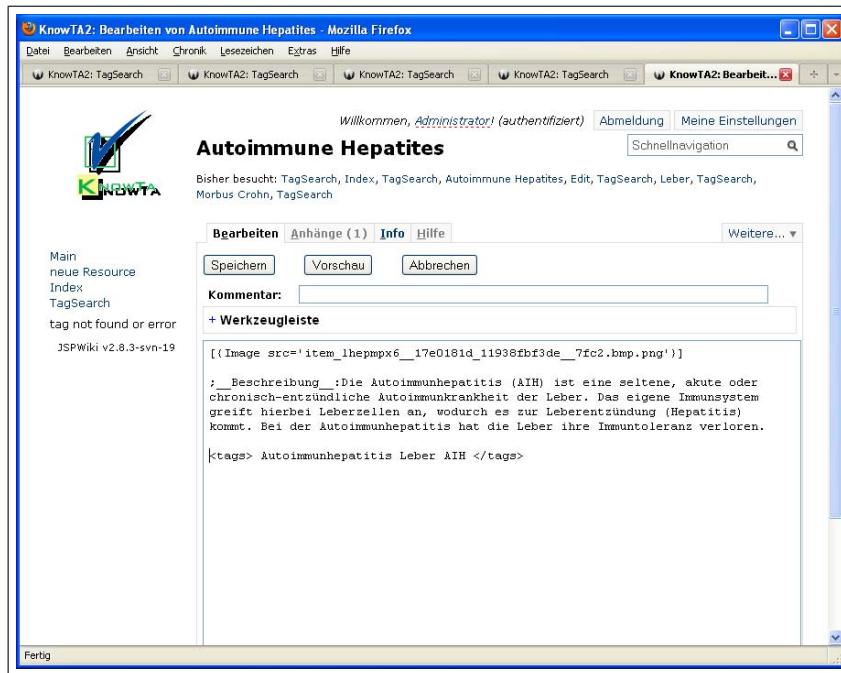 KnowTA2: Bearbeiten von Autoimmune Hepatites - Mozilla Firefox
Datei Bearbeiten Ansicht Chronik Lesezeichen Extras Hilfe
KnowTA2: TagSearch KnowTA2: TagSearch KnowTA2: TagSearch KnowTA2: TagSearch KnowTA2: Bearbeit...
Willkommen, Administrator! (authentifiziert) Abmeldung Meine Einstellungen
Autoimmune Hepatites
Schnellnavigation
KNOWTA
Bisher besucht: TagSearch, Index, TagSearch, Autoimmune Hepatites, Edit, TagSearch, Leber, TagSearch,
Morbus Crohn, TagSearch
Bearbeiten Anhänge (1) Info Hilfe Weitere... ▾
Main
neue Resource
Index
TagSearch
tag not found or error
JSPWiki v2.8.3-svn-19
Speichern Vorschau Abbrechen
Kommentar:
+ Werkzeugleiste
[{Image src='item_lhepmpx6__17e0181d_11938fbf3de__7fc2.bmp.png'}]
;__Beschreibung__:Die Autoimmunhepatitis (AIH) ist eine seltene, akute oder
chronisch-entzündliche Autoimmunkrankheit der Leber. Das eigene Immunsystem
greift hierbei Leberzellen an, wodurch es zur Leberentzündung (Hepatitis)
kommt. Bei der Autoimmunhepatitis hat die Leber ihre Immuntoleranz verloren.
<tags> Autoimmunhepatitis Leber AIH </tags>
Fertig